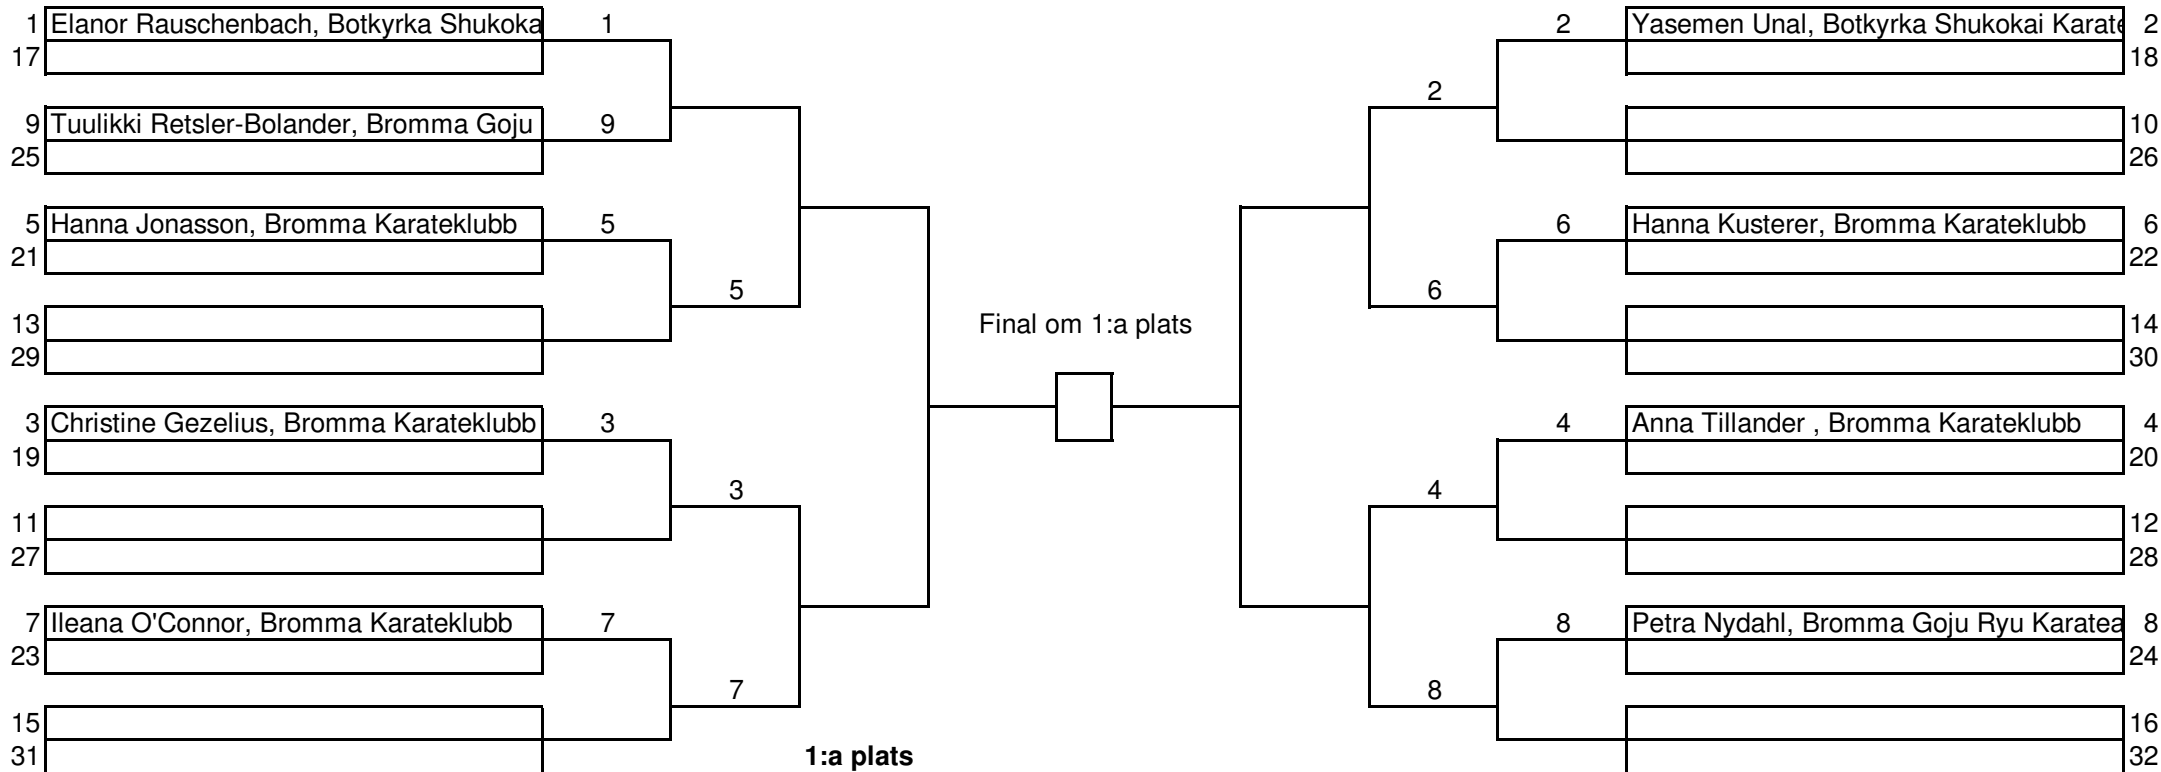 1 Elanor Rauschenbach, Botkyrka Shukoka 1 2 Yasemen Unal, Botkyrka Shukokai Karate 2
17 18
2
9 Tuulikki Retsler-Bolander, Bromma Goju 9 10
25 26
5 Hanna Jonasson, Bromma Karateklubb 5 6 Hanna Kusterer, Bromma Karateklubb 6
21 22
5 6
13 Final om 1:a plats 14
29 30
3 Christine Gezelius, Bromma Karateklubb 3 4 Anna Tillander , Bromma Karateklubb 4
19 20
3 4
11 12
27 28
7 Ileana O'Connor, Bromma Karateklubb 7 8 Petra Nydahl, Bromma Goju Ryu Karatea 8
23 24
7 8
15 16
31 1:a plats 32